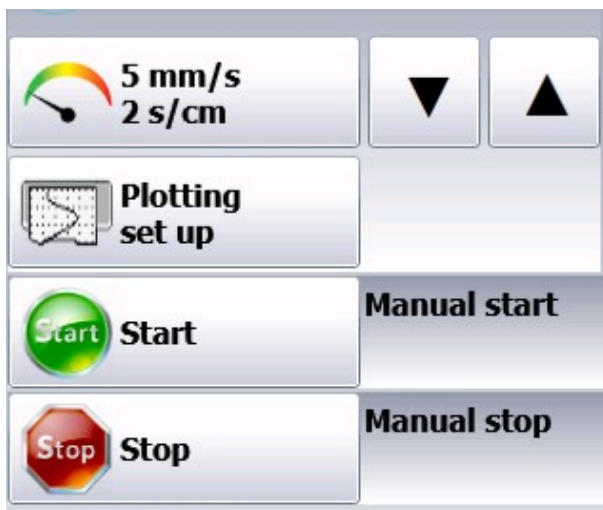 5 mm/s
2 s/cm
Plotting
set up
Start Start
Manual start
Stop Stop
Manual stop